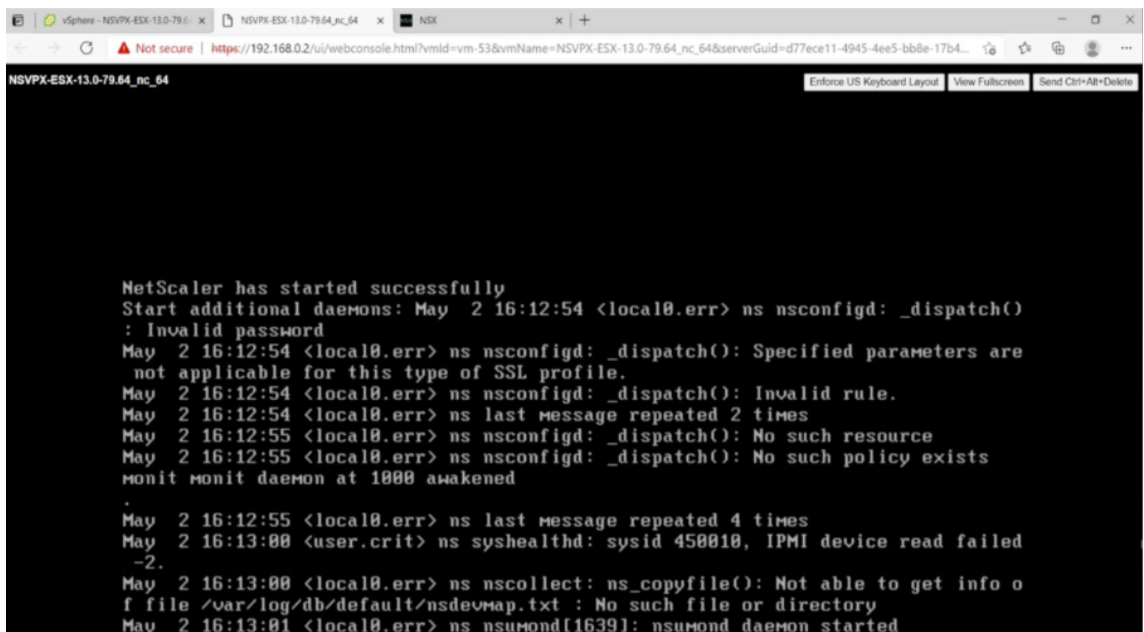 vSphere - NSVPX-ESX-13.0-79.6
NSVPX-ESX-13.0-79.64_nc_64
NSX
Not secure
https://192.168.0.2/ui/webconsole.html?vmId=vm-53&vmName=NSVPX-ESX-13.0-79.64_nc_64&serverGuid=d77ece11-4945-4ee5-bb8e-17b4...
NSVPX-ESX-13.0-79.64_nc_64
Enforce US Keyboard Layout
View Fullscreen
Send Ctrl+Alt+Delete
NetScaler has started successfully
Start additional daemons: May  2 16:12:54 <local0.err> ns nsconfigd: _dispatch()
: Invalid password
May  2 16:12:54 <local0.err> ns nsconfigd: _dispatch(): Specified parameters are
 not applicable for this type of SSL profile.
May  2 16:12:54 <local0.err> ns nsconfigd: _dispatch(): Invalid rule.
May  2 16:12:54 <local0.err> ns last message repeated 2 times
May  2 16:12:55 <local0.err> ns nsconfigd: _dispatch(): No such resource
May  2 16:12:55 <local0.err> ns nsconfigd: _dispatch(): No such policy exists
monit monit daemon at 1080 awakened
.
May  2 16:12:55 <local0.err> ns last message repeated 4 times
May  2 16:13:00 <user.crit> ns syshealthd: sysid 450010, IPMI device read failed
 -2.
May  2 16:13:00 <local0.err> ns nscollect: ns_copyfile(): Not able to get info o
f file /var/log/db/default/nsdevmap.txt : No such file or directory
May  2 16:13:01 <local0.err> ns nsumond[1639]: nsumond daemon started